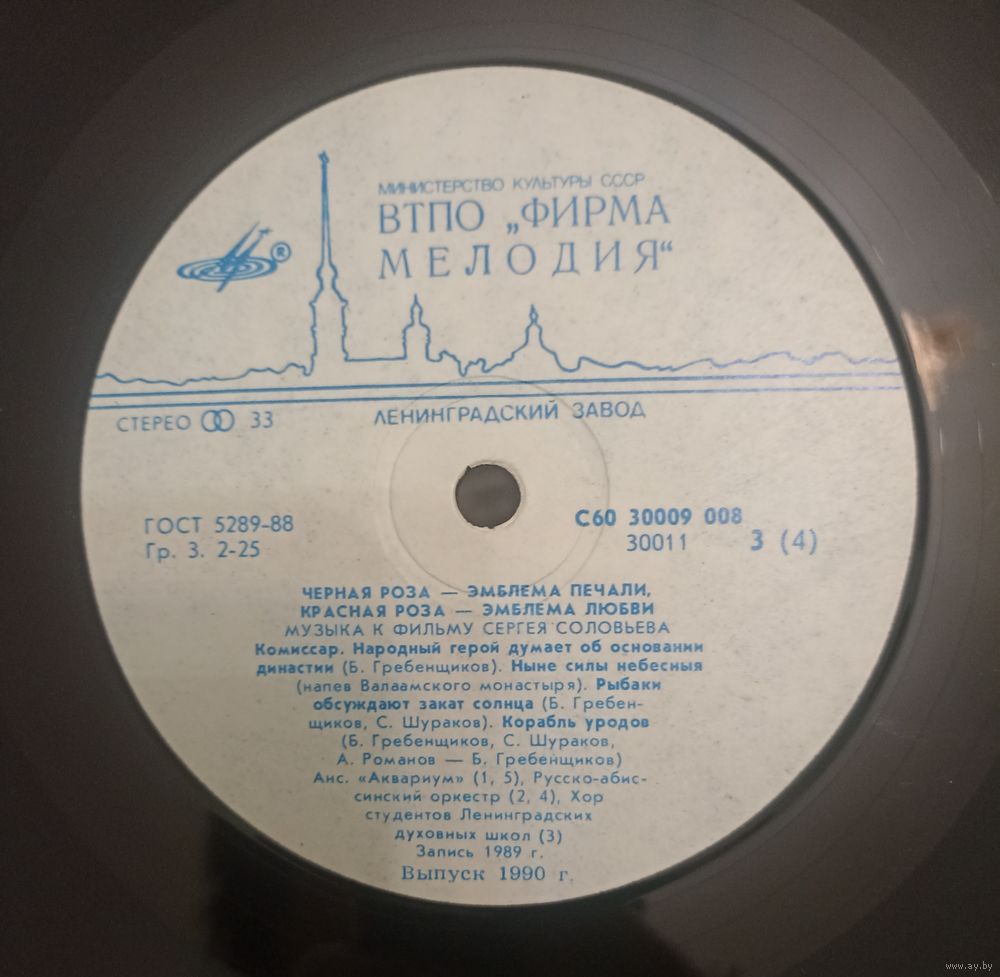 МИНИСТЕРСТВО КУЛЬТУРЫ СССР
ВТПО „ФИРМА
МЕЛОДИЯ“
®
СТЕРЕО 33
ЛЕНИНГРАДСКИЙ ЗАВОД
ГОСТ 5289-88
Гр. 3. 2-25
С60 30009 008
30011 3 (4)
ЧЕРНАЯ РОЗА — ЭМБЛЕМА ПЕЧАЛИ,
КРАСНАЯ РОЗА — ЭМБЛЕМА ЛЮБВИ
МУЗЫКА К ФИЛЬМУ СЕРГЕЯ СОЛОВЬЕВА
Комиссар. Народный герой думает об основании
династии (Б. Гребенщиков). Ныне силы небесныя
(напев Валаамского монастыря). Рыбаки
обсуждают закат солнца (Б. Гребен-
щиков, С. Шураков). Корабль уродов
(Б. Гребенщиков, С. Шураков,
А. Романов — Б. Гребенщиков)
Анс. «Аквариум» (1, 5), Русско-абис-
синский оркестр (2, 4), Хор
студентов Ленинградских
духовных школ (3)
Запись 1989 г.
Выпуск 1990 г.
www.ay.by